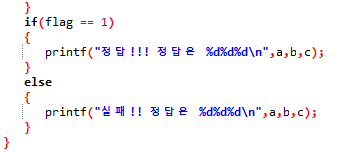 }
if(flag == 1)
{
printf("정답!!! 정답은 %d%d%d\n",a,b,c);
}
else
{
printf("실패!! 정답은 %d%d%d\n",a,b,c);
}
}